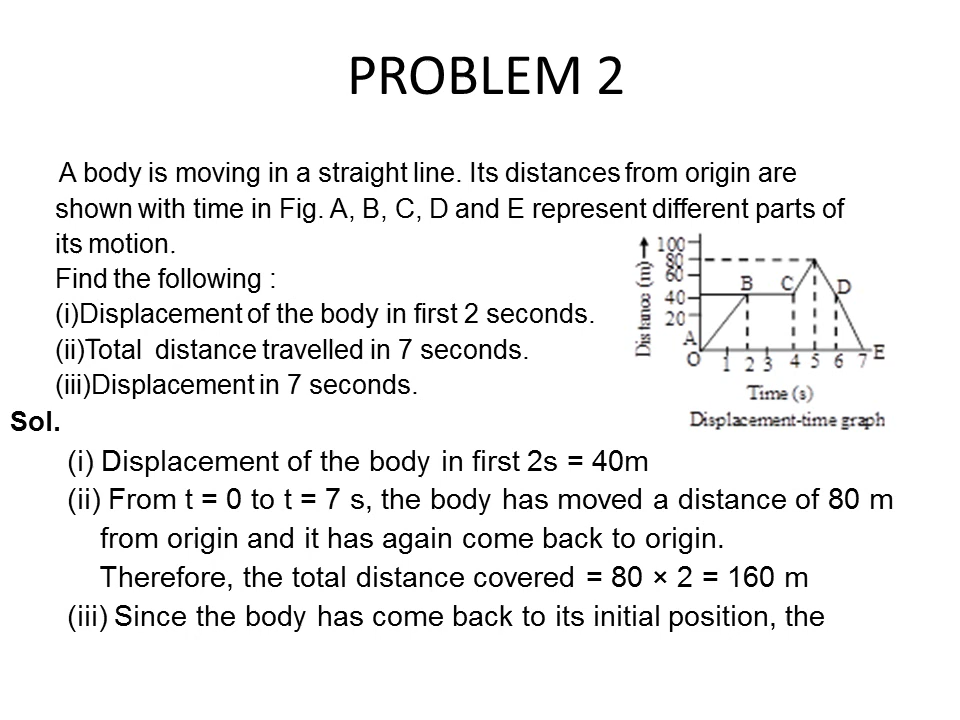 PROBLEM 2
A body is moving in a straight line. Its distances from origin are
shown with time in Fig. A, B, C, D and E represent different parts of
its motion.
Find the following :
(i)Displacement of the body in first 2 seconds.
(ii)Total distance travelled in 7 seconds.
(iii)Displacement in 7 seconds.
Distance (m)
100
80
60
40
20
A
B
C
D
E
O
1 2 3 4 5 6 7
Time (s)
Displacement-time graph
Sol.
(i) Displacement of the body in first 2s = 40m
(ii) From t = 0 to t = 7 s, the body has moved a distance of 80 m
from origin and it has again come back to origin.
Therefore, the total distance covered = 80 × 2 = 160 m
(iii) Since the body has come back to its initial position, the